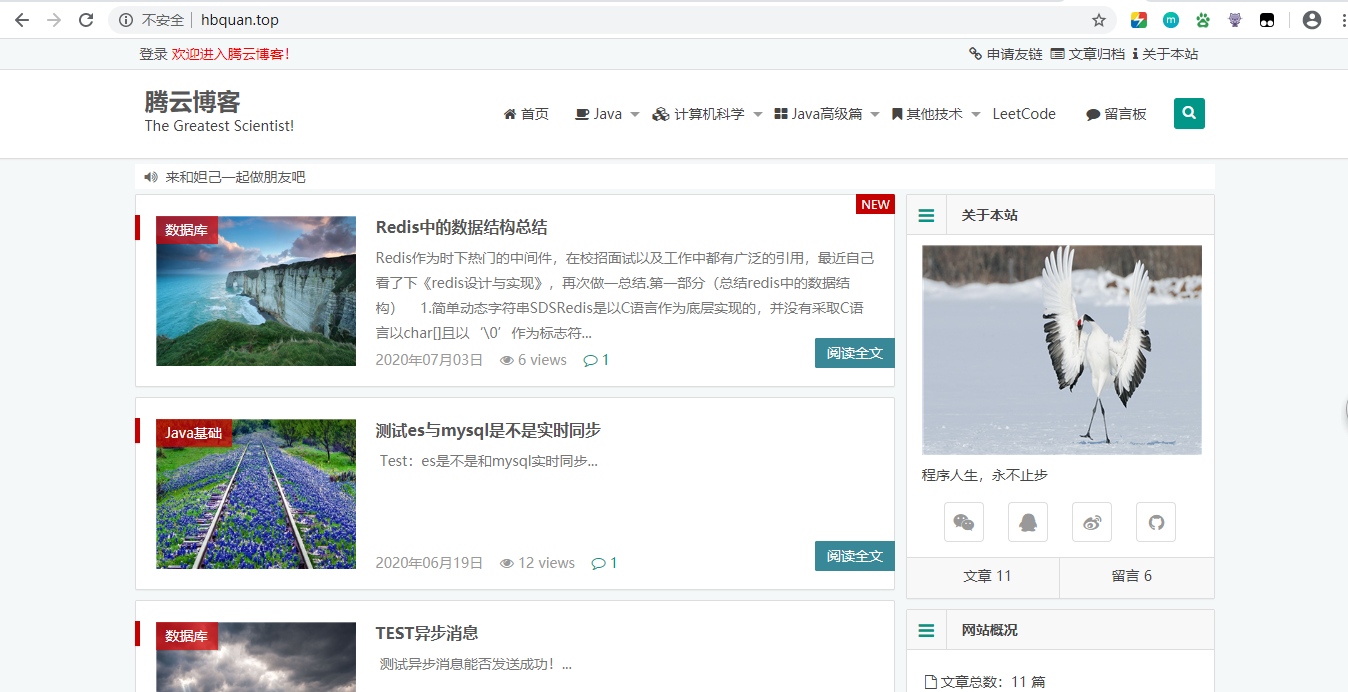 不安全 hbquan.top
登录 欢迎进入腾云博客！ 申请友链 文章归档 关于本站
腾云博客
The Greatest Scientist!
首页 Java 计算机科学 Java高级篇 其他技术 LeetCode 留言板
来和妲己一起做朋友吧
NEW
数据库
Redis中的数据结构总结
Redis作为时下热门的中间件，在校招面试以及工作中都有广泛的引用，最近自己
看了下《redis设计与实现》，再次做一总结.第一部分（总结redis中的数据结
构） 1.简单动态字符串SDSRedis是以C语言作为底层实现的，并没有采取C语
言以char[]且以‘\0’作为标志符...
2020年07月03日 6 views 1
阅读全文
Java基础
测试es与mysql是不是实时同步
Test：es是不是和mysql实时同步...
2020年06月19日 12 views 1
阅读全文
数据库
TEST异步消息
测试异步消息能否发送成功！...
关于本站
程序人生，永不止步
文章 11 留言 6
网站概况
文章总数：11 篇